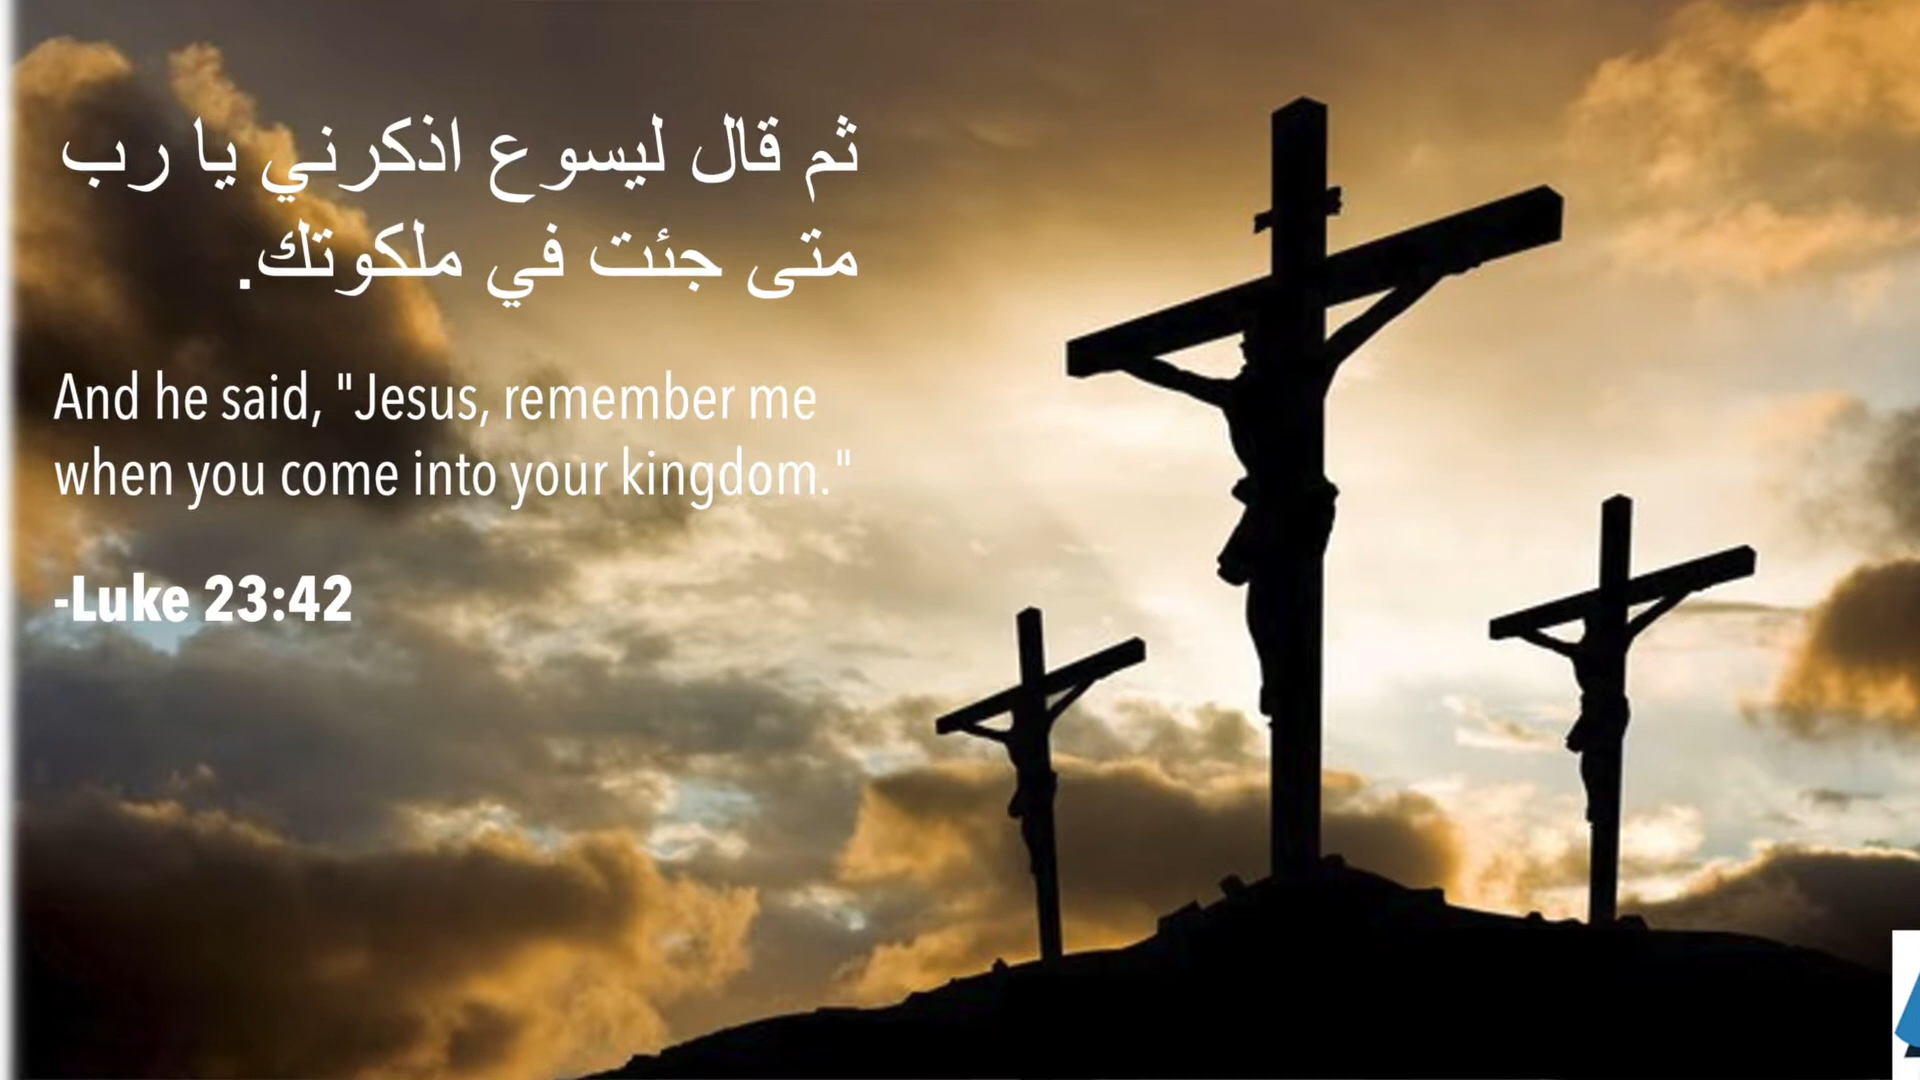 ثم قال ليسوع اذكرني يا رب
متى جئت في ملكوتك.
And he said, "Jesus, remember me
when you come into your kingdom."
-Luke 23:42